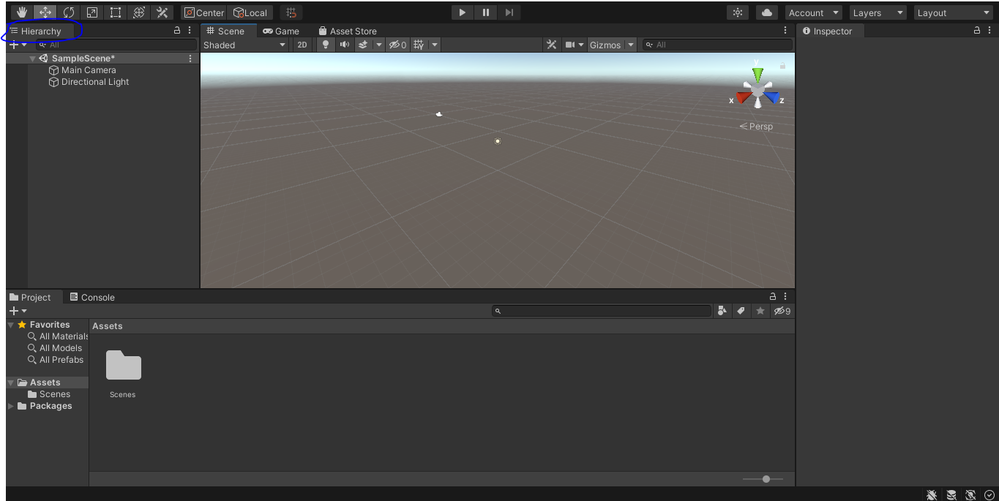 Center Local Account Layers Layout
Hierarchy
Scene Game Asset Store
Inspector
All
Shaded 2D 0 Gizmos All
SampleScene*
Main Camera
Directional Light
y
x z
Persp
Project Console
9
Favorites
All Materials
All Models
All Prefabs
Assets
Scenes
Packages
Assets
Scenes